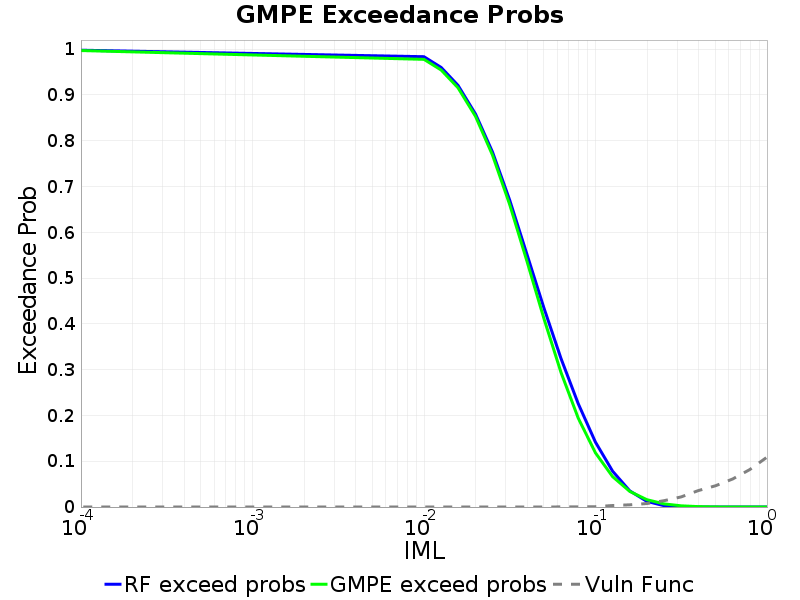 GMPE Exceedance Probs
Exceedance Prob
1
0.9
0.8
0.7
0.6
0.5
0.4
0.3
0.2
0.1
0
10-4 10-3 10-2 10-1 100
IML
RF exceed probs GMPE exceed probs Vuln Func